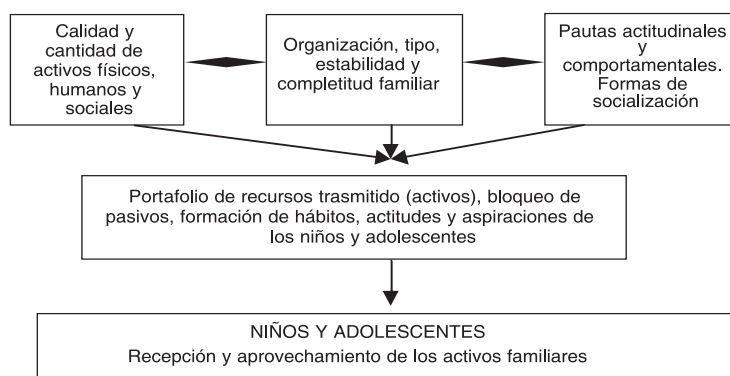 Calidad y
cantidad de
activos físicos,
humanos y
sociales
Organización, tipo,
estabilidad y
completitud familiar
Pautas actitudinales
y
comportamentales.
Formas de
socialización
Portafolio de recursos trasmitido (activos), bloqueo de
pasivos, formación de hábitos, actitudes y aspiraciones de
los niños y adolescentes
NIÑOS Y ADOLESCENTES
Recepción y aprovechamiento de los activos familiares